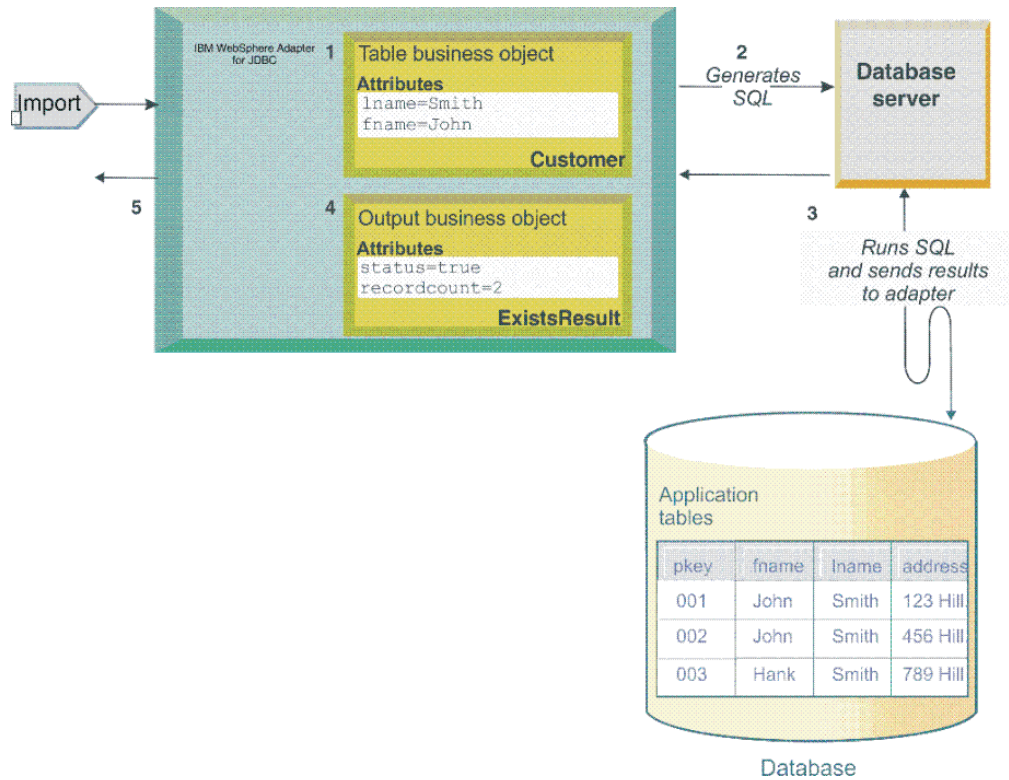 IBM WebSphere Adapter
for JDBC
1
Table business object
Attributes
lname=Smith
fname=John
Customer
Import
2
Generates
SQL
Database
server
5
4
Output business object
Attributes
status=true
recordcount=2
ExistsResult
3
Runs SQL
and sends results
to adapter
Application
tables
pkey fname lname address
001 John Smith 123 Hill
002 John Smith 456 Hill
003 Hank Smith 789 Hill
Database